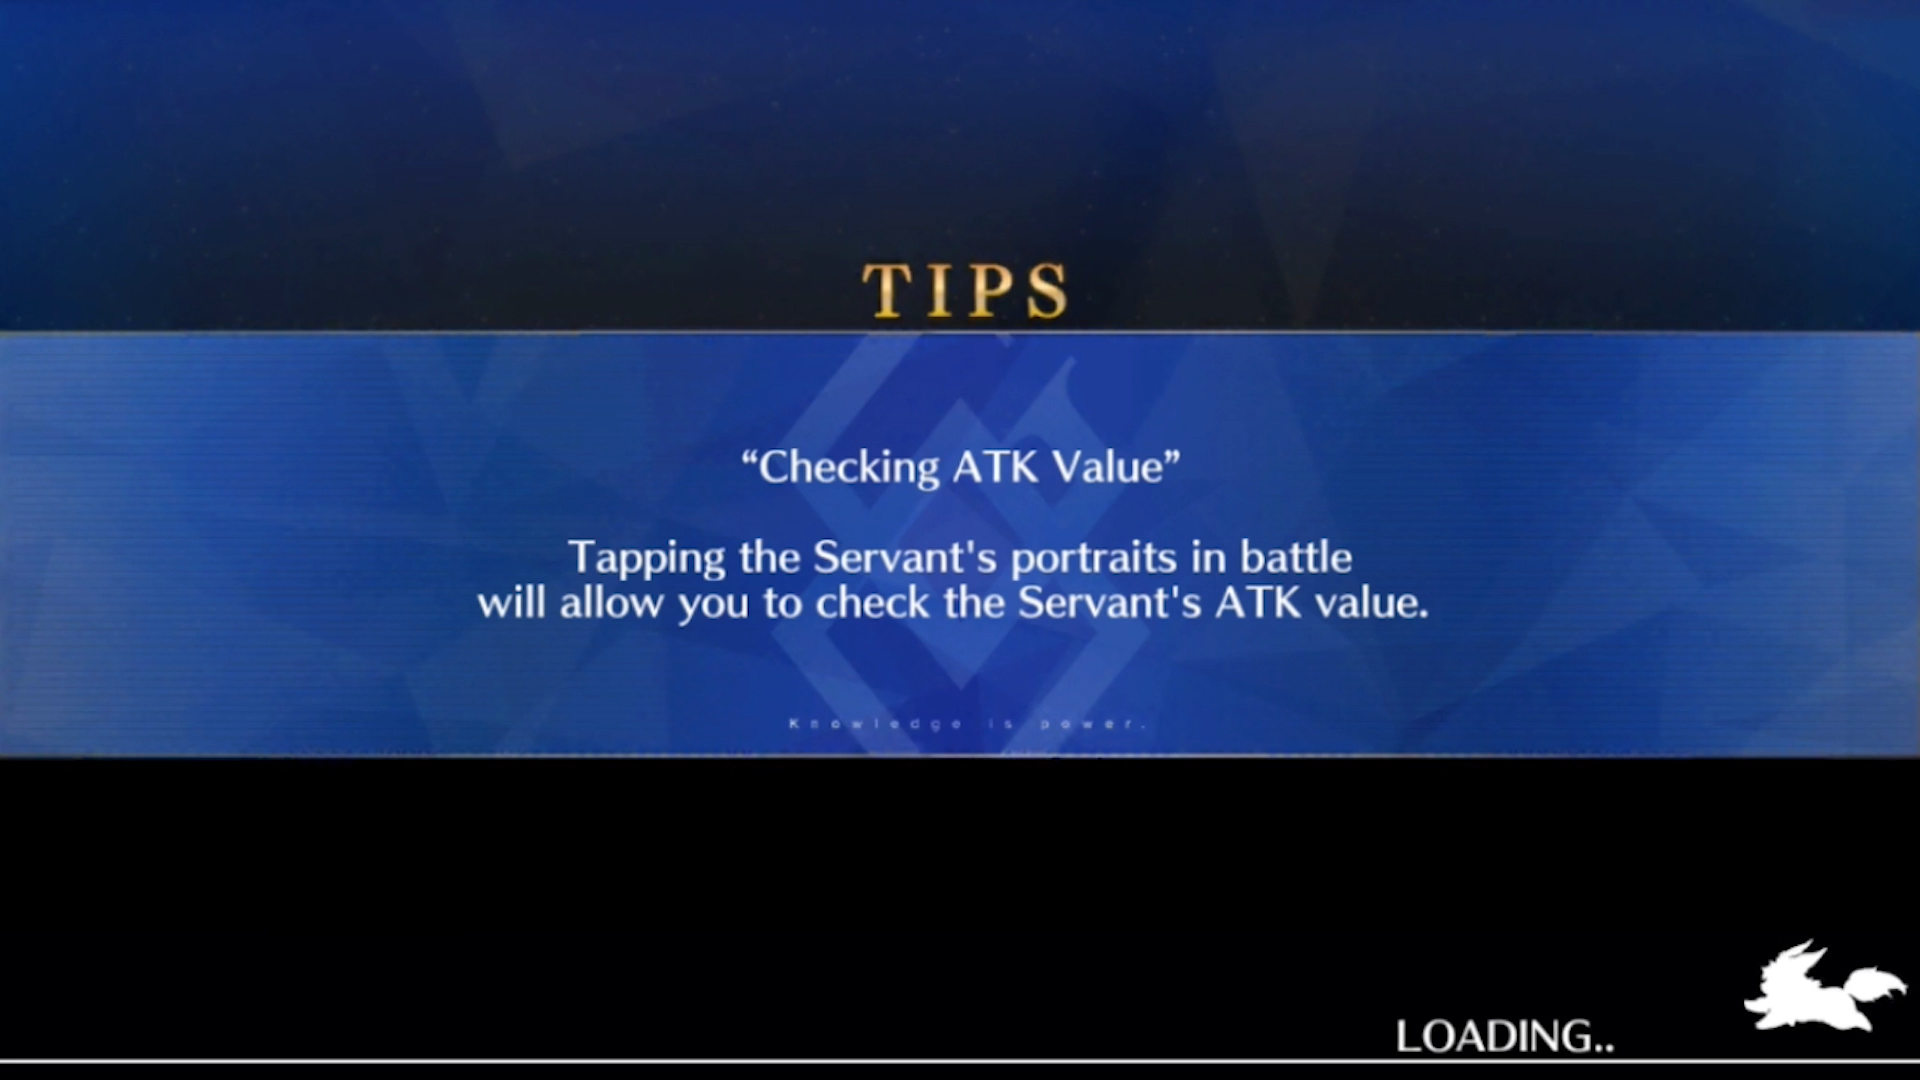 TIPS
“Checking ATK Value”
Tapping the Servant's portraits in battle
will allow you to check the Servant's ATK value.
Knowledge is power.
LOADING..